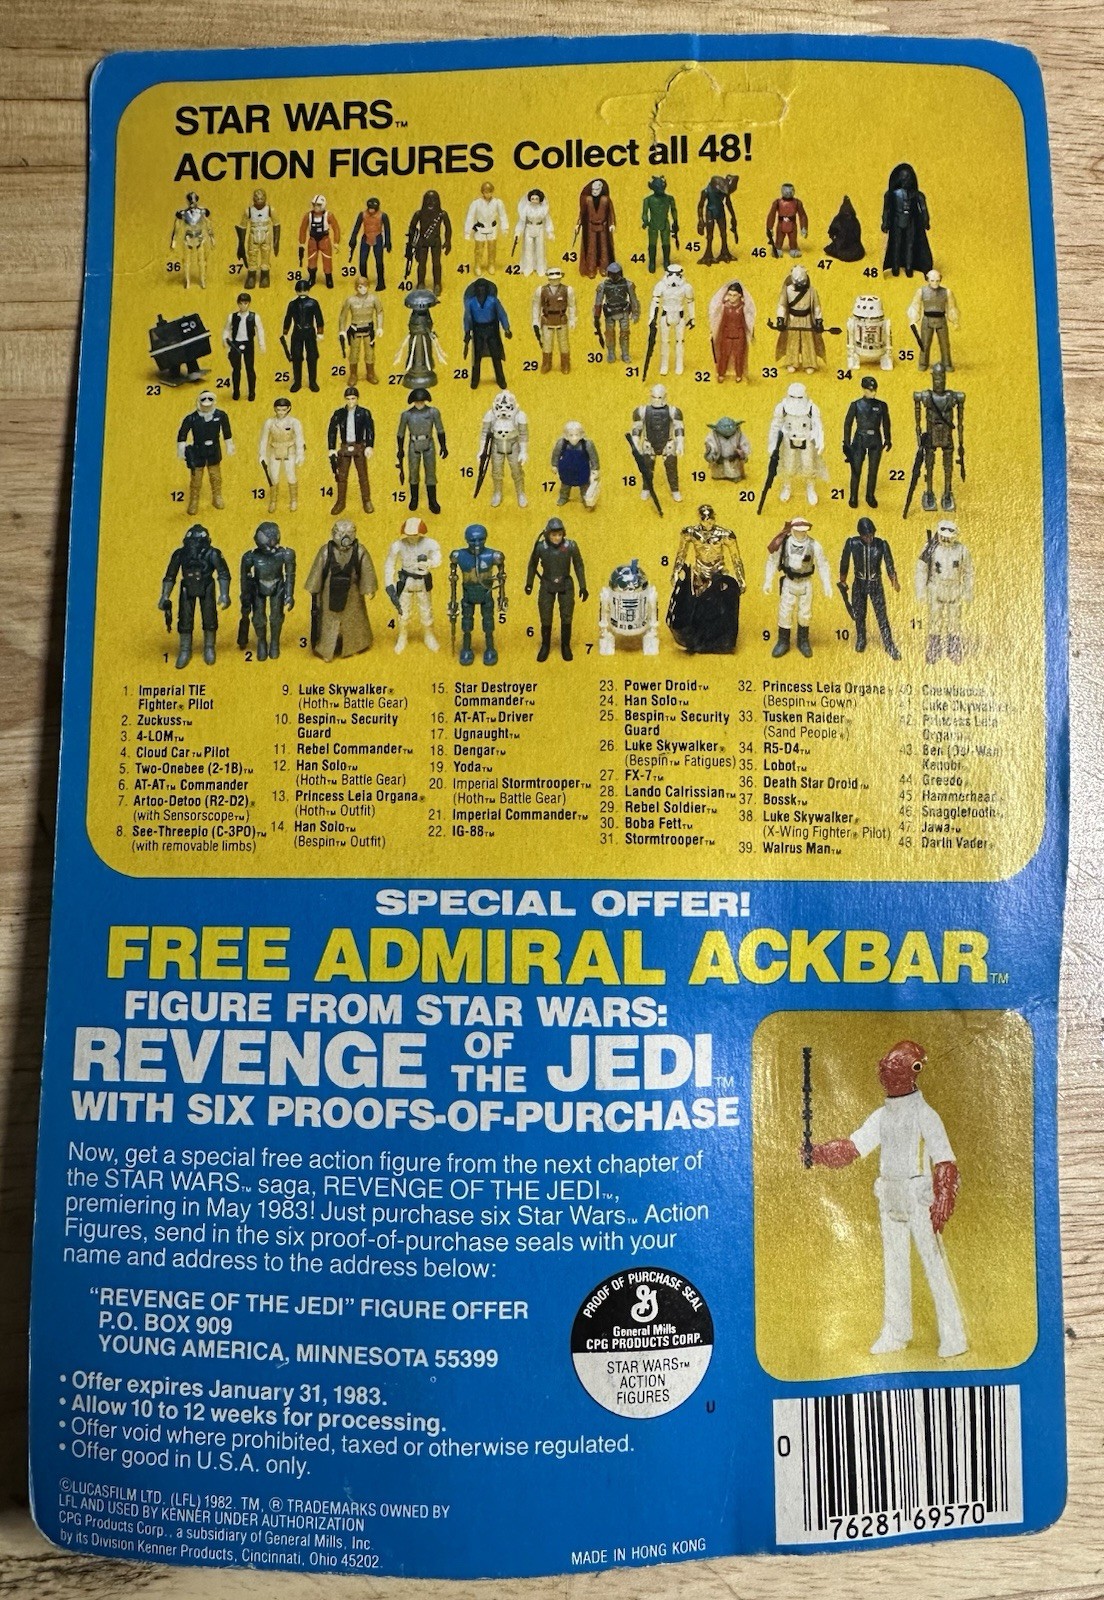 STAR WARS™
ACTION FIGURES Collect all 48!
36
37
38
39
40
41
42
43
44
45
46
47
48
23
24
25
26
27
28
29
30
31
32
33
34
35
12
13
14
15
16
17
18
19
20
21
22
1
2
3
4
5
6
7
8
9
10
11
1. Imperial TIE
Fighter® Pilot
2. Zuckuss™
3. 4-LOM™
4. Cloud Car™ Pilot
5. Two-Onebee (2-1B)™
6. AT-AT™ Commander
7. Artoo-Detoo (R2-D2)®
(with Sensorscope™)
8. See-Threepio (C-3PO)™
(with removable limbs)
9. Luke Skywalker®
(Hoth™ Battle Gear)
10. Bespin™ Security
Guard
11. Rebel Commander™
12. Han Solo™
(Hoth™ Battle Gear)
13. Princess Leia Organa®
(Hoth™ Outfit)
14. Han Solo™
(Bespin™ Outfit)
15. Star Destroyer
Commander™
16. AT-AT™ Driver
17. Ugnaught™
18. Dengar™
19. Yoda™
20. Imperial Stormtrooper™
(Hoth™ Battle Gear)
21. Imperial Commander™
22. IG-88™
23. Power Droid™
24. Han Solo™
25. Bespin™ Security
Guard
26. Luke Skywalker®
(Bespin™ Fatigues)
27. FX-7™
28. Lando Calrissian™
29. Rebel Soldier™
30. Boba Fett™
31. Stormtrooper™
32. Princess Leia Organa®
(Bespin™ Gown)
33. Tusken Raider®
(Sand People®)
34. R5-D4™
35. Lobot™
36. Death Star Droid™
37. Bossk™
38. Luke Skywalker®
(X-Wing Fighter® Pilot)
39. Walrus Man™
40. Chewbacca®
41. Luke Skywalker®
42. Princess Leia
Organa®
43. Ben (Obi-Wan)
Kenobi®
44. Greedo®
45. Hammerhead®
46. Snaggletooth®
47. Jawa™
48. Darth Vader®
SPECIAL OFFER!
FREE ADMIRAL ACKBAR™
FIGURE FROM STAR WARS:
REVENGE OF THE JEDI™
WITH SIX PROOFS-OF-PURCHASE
Now, get a special free action figure from the next chapter of
the STAR WARS™ saga, REVENGE OF THE JEDI™,
premiering in May 1983! Just purchase six Star Wars™ Action
Figures, send in the six proof-of-purchase seals with your
name and address to the address below:
"REVENGE OF THE JEDI" FIGURE OFFER
P.O. BOX 909
YOUNG AMERICA, MINNESOTA 55399
• Offer expires January 31, 1983.
• Allow 10 to 12 weeks for processing.
• Offer void where prohibited, taxed or otherwise regulated.
• Offer good in U.S.A. only.
PROOF OF PURCHASE SEAL
G
General Mills
CPG PRODUCTS CORP.
STAR WARS™
ACTION
FIGURES
U
©LUCASFILM LTD. (LFL) 1982. TM, ® TRADEMARKS OWNED BY
LFL AND USED BY KENNER UNDER AUTHORIZATION
CPG Products Corp., a subsidiary of General Mills, Inc.
by its Division Kenner Products, Cincinnati, Ohio 45202.
MADE IN HONG KONG
0 76281 69570